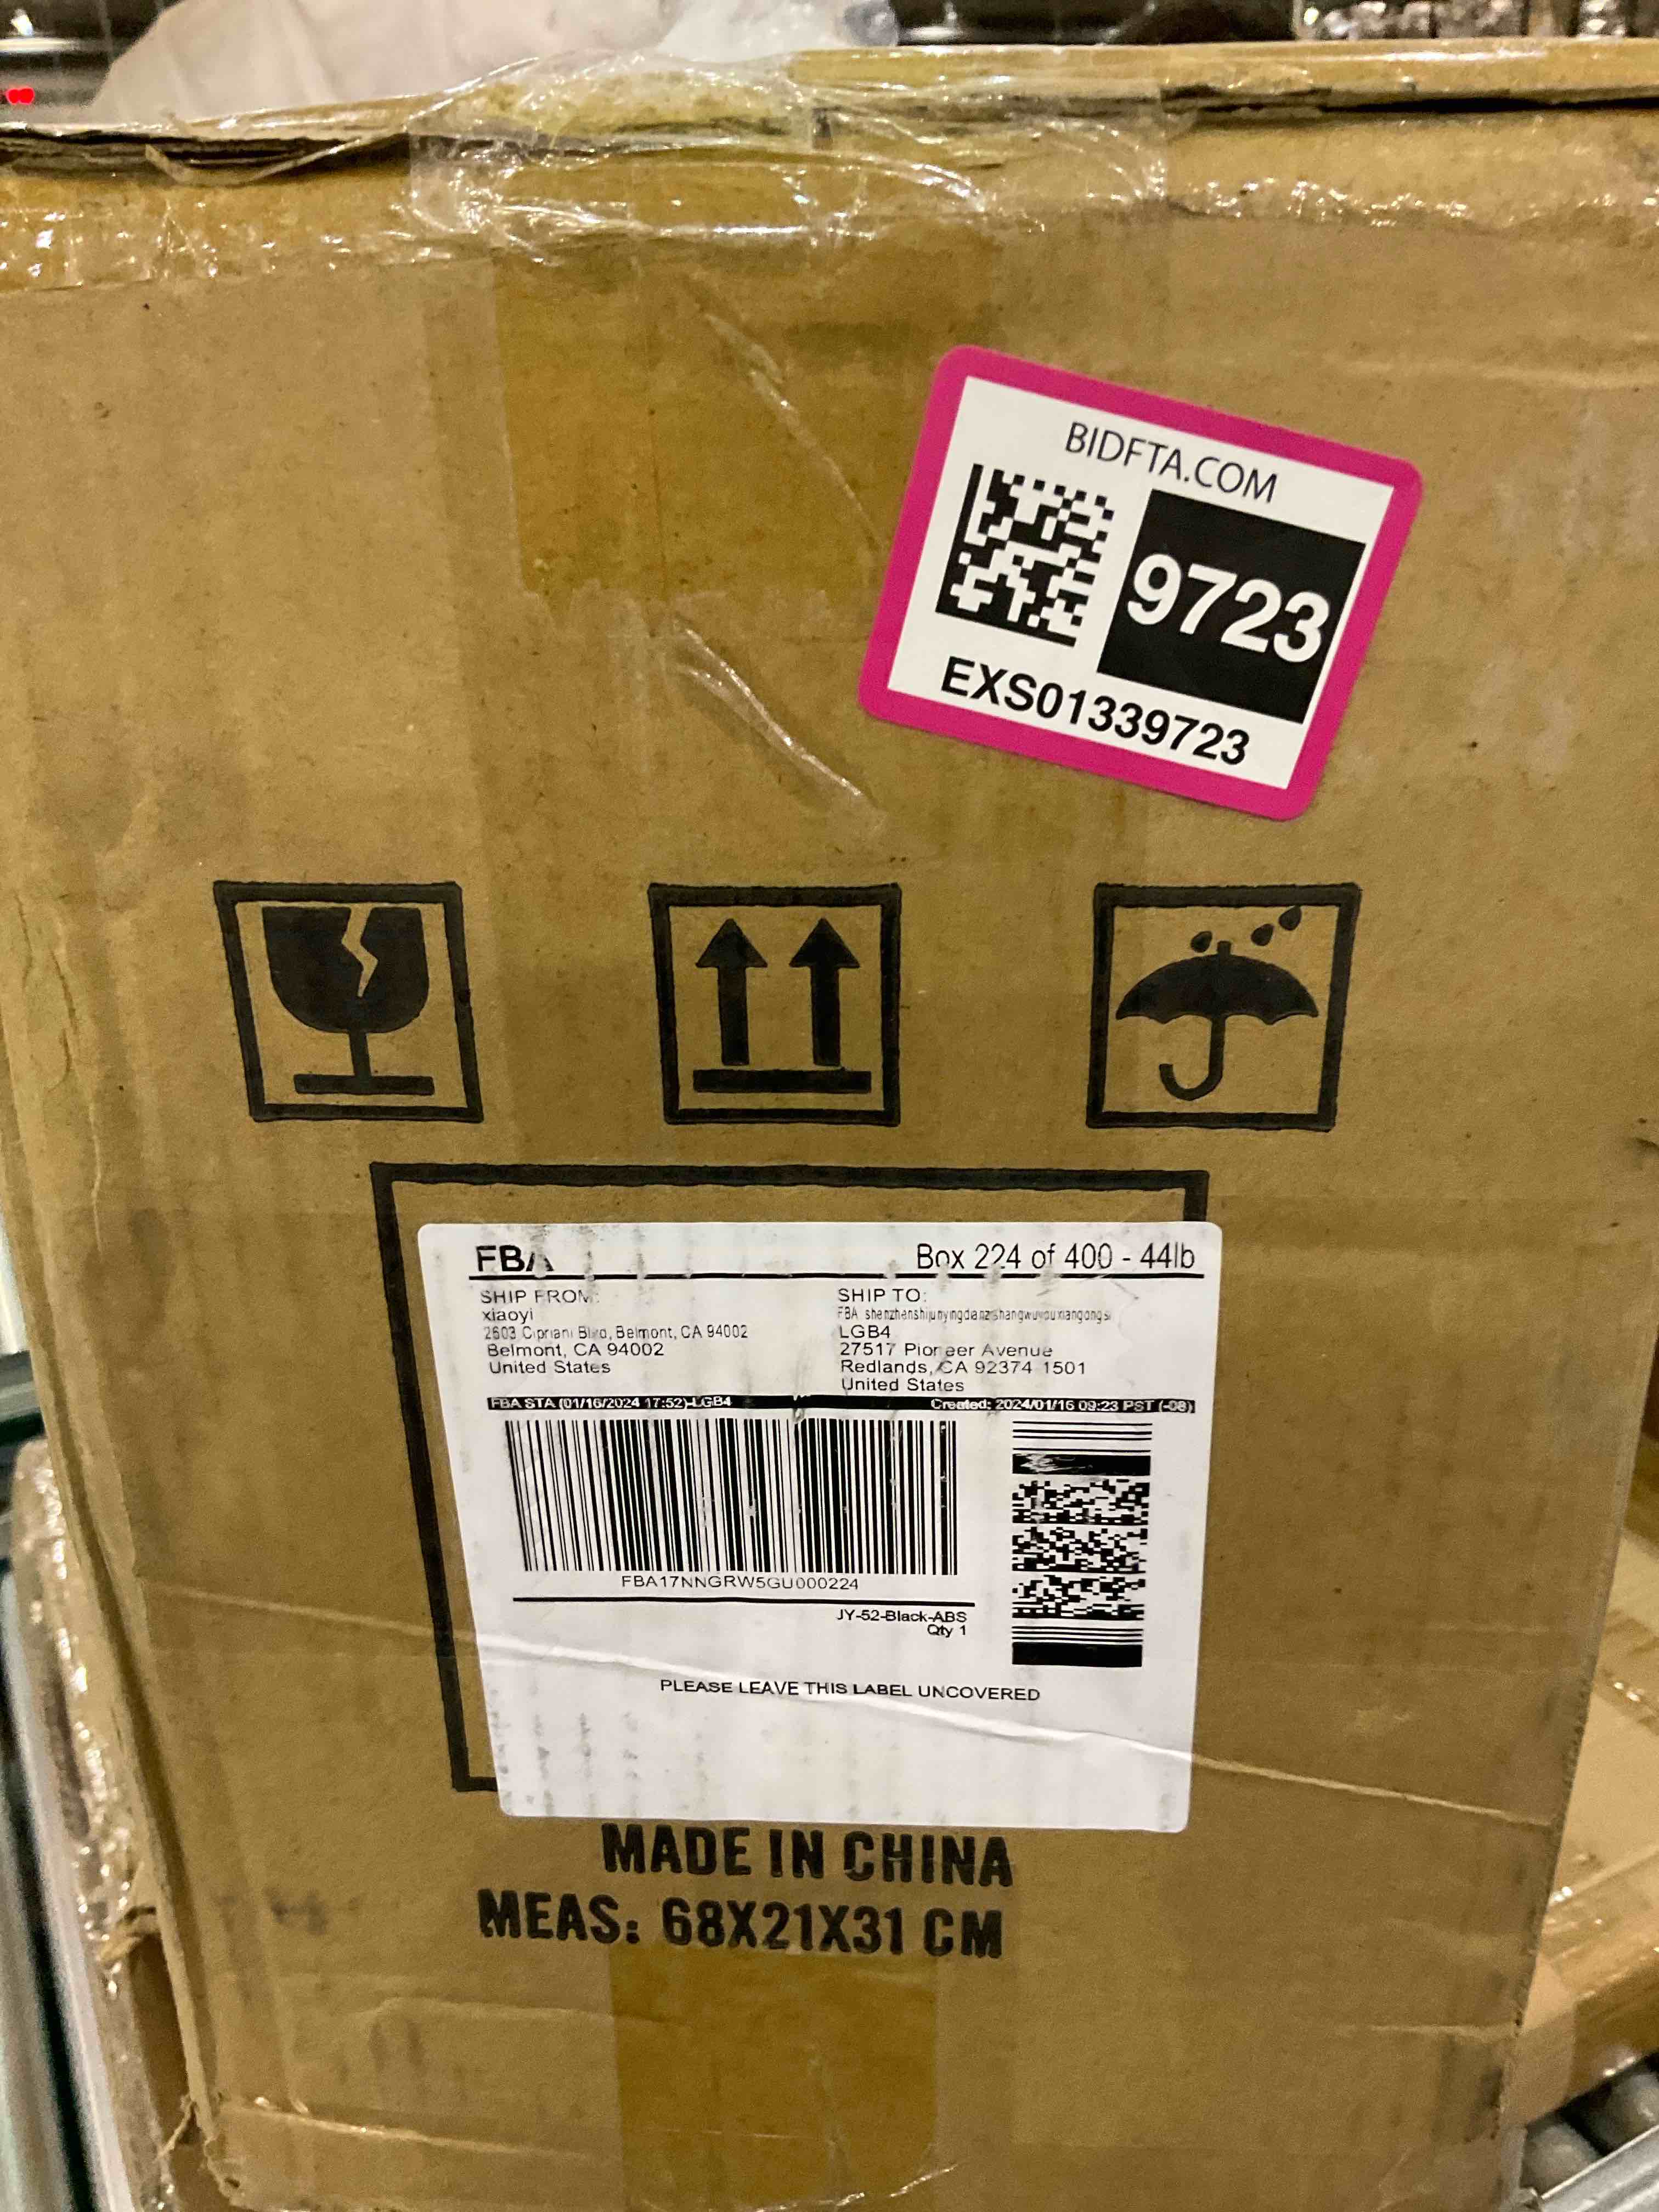 BIDFTA.COM
9723
EXS01339723
FBA
Box 224 of 400 - 44lb
SHIP FROM:
xiaoyi
2603 Cipriani Blvd, Belmont, CA 94002
Belmont, CA 94002
United States
SHIP TO:
FBA
LGB4
27517 Pioneer Avenue
Redlands, CA 92374 1501
United States
FBA STA (01/16/2024 17:52)-LGB4
Created: 2024/01/16 09:23 PST (-08)
FBA17NNGRW5GU000224
JY-52-Black-ABS
Qty 1
PLEASE LEAVE THIS LABEL UNCOVERED
MADE IN CHINA
MEAS: 68X21X31 CM